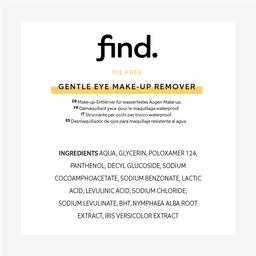 find.
OIL FREE
GENTLE EYE MAKE-UP REMOVER
DE Make-up-Entferner für wasserfestes Augen-Make-up.
FR Démaquillant yeux pour le maquillage waterproof.
IT Struccante per occhi per trucco waterproof.
ES Desmaquillador de ojos para maquillaje resistente al agua.
INGREDIENTS AQUA, GLYCERIN, POLOXAMER 124,
PANTHENOL, DECYL GLUCOSIDE, SODIUM
COCOAMPHOACETATE, SODIUM BENZOATE, LACTIC
ACID, LEVULINIC ACID, SODIUM CHLORIDE,
SODIUM LEVULINATE, BHT, NYMPHAEA ALBA ROOT
EXTRACT, IRIS VERSICOLOR EXTRACT